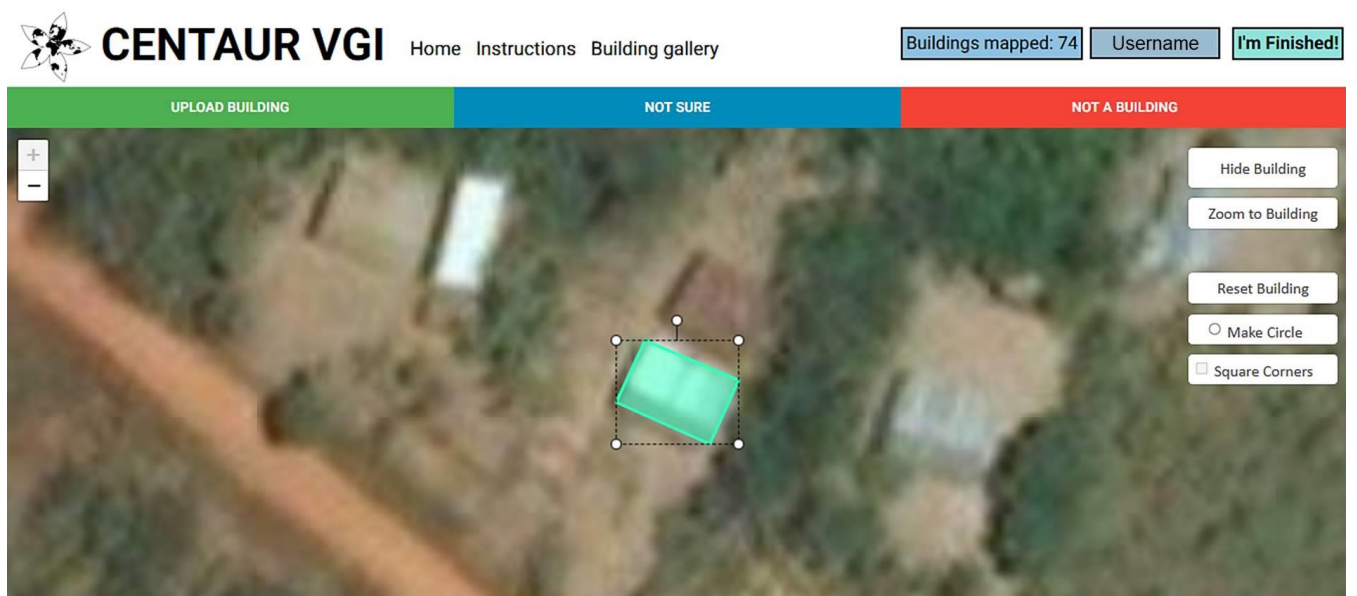 CENTAUR VGI
Home Instructions Building gallery
Buildings mapped: 74
Username
I'm Finished!
UPLOAD BUILDING
NOT SURE
NOT A BUILDING
+
−
Hide Building
Zoom to Building
Reset Building
Make Circle
Square Corners